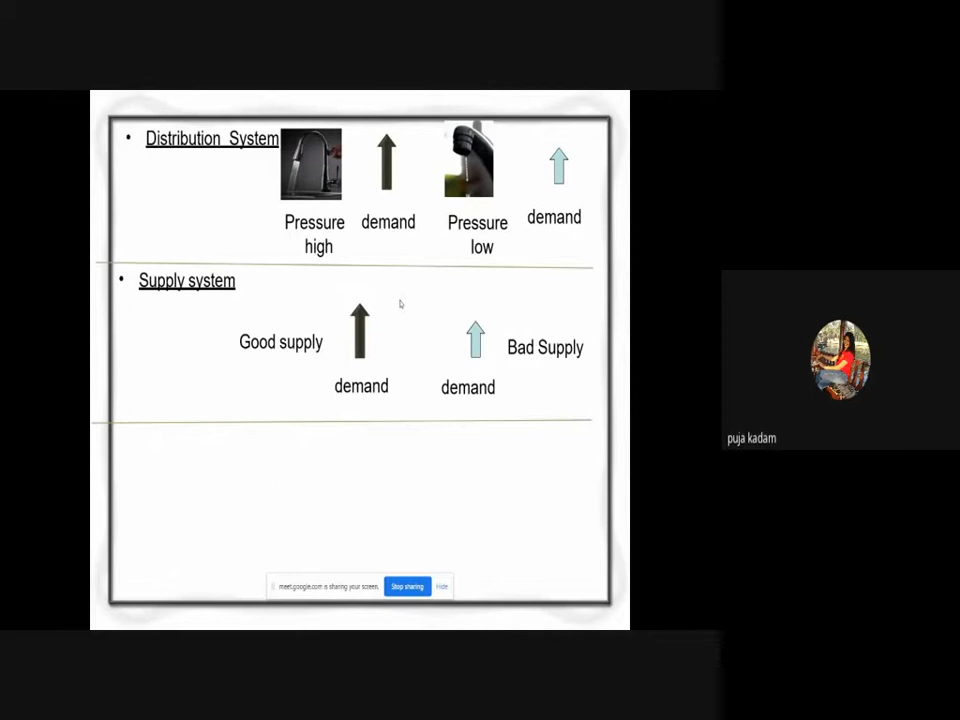 • Distribution System
Pressure high
demand
Pressure low
demand
• Supply system
Good supply
demand
demand
Bad Supply
meet.google.com is sharing your screen.
Stop sharing
Hide
puja kadam